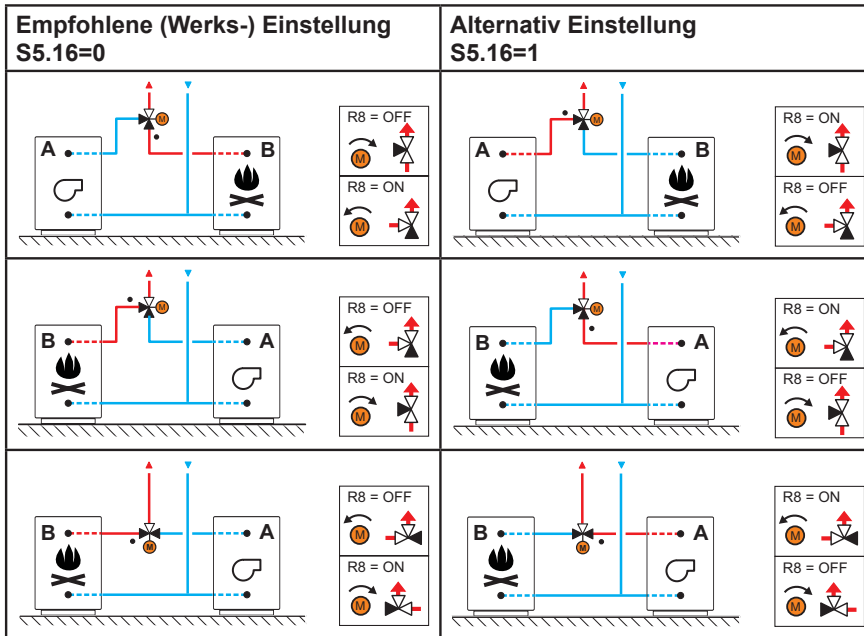 Empfohlene (Werks-) Einstellung
S5.16=0
Alternativ Einstellung
S5.16=1
A
M
B
R8 = OFF
M
R8 = ON
M
A
M
B
R8 = ON
M
R8 = OFF
M
B
M
A
R8 = OFF
M
R8 = ON
M
B
M
A
R8 = ON
M
R8 = OFF
M
B
M
A
R8 = OFF
M
R8 = ON
M
B
M
A
R8 = ON
M
R8 = OFF
M